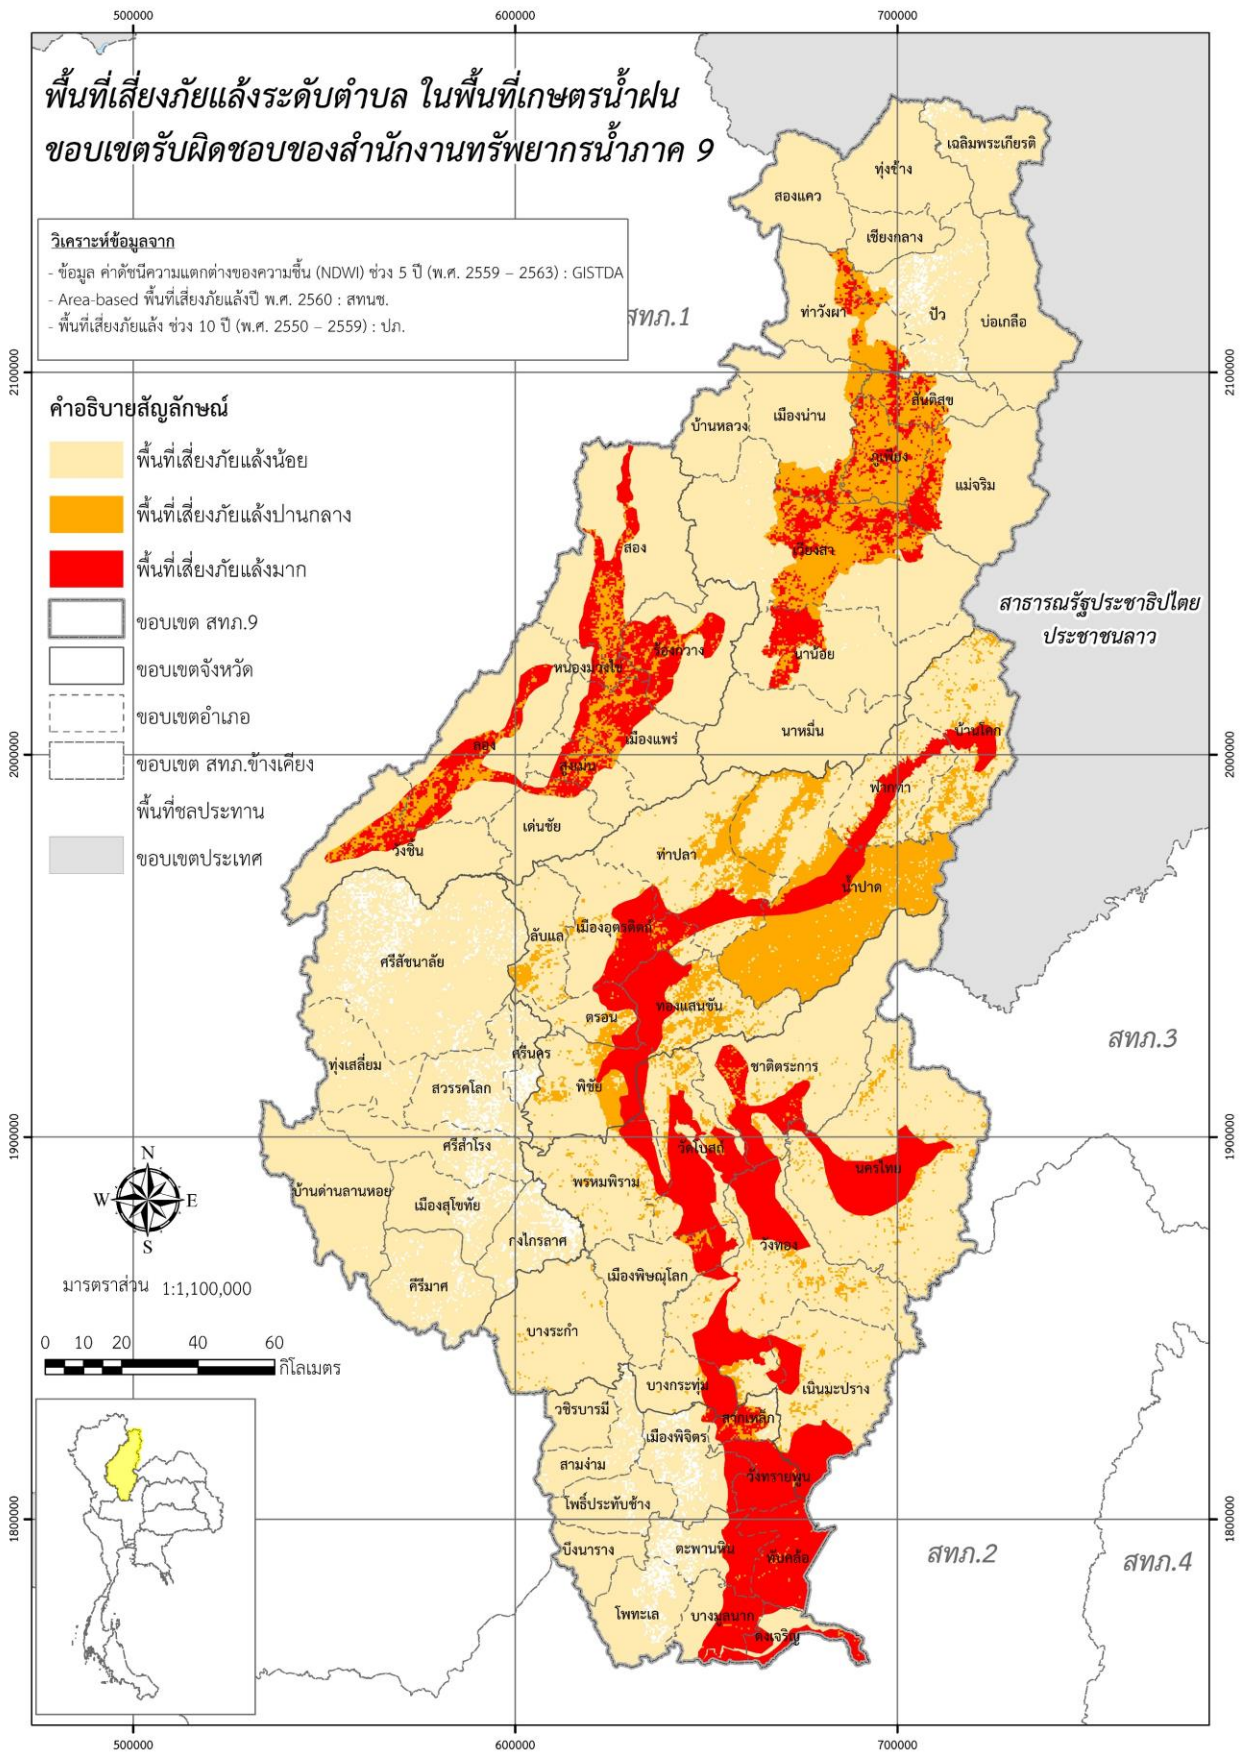 500000
600000
700000
พื้นที่เสี่ยงภัยแล้งระดับตำบล ในพื้นที่เกษตรน้ำฝน
ขอบเขตรับผิดชอบของสำนักงานทรัพยากรน้ำภาค 9
วิเคราะห์ข้อมูลจาก
- ข้อมูล ค่าดัชนีความแตกต่างของความชื้น (NDWI) ช่วง 5 ปี (พ.ศ. 2559 – 2563) : GISTDA
- Area-based พื้นที่เสี่ยงภัยแล้งปี พ.ศ. 2560 : สทนช.
- พื้นที่เสี่ยงภัยแล้ง ช่วง 10 ปี (พ.ศ. 2550 – 2559) : ปภ.
คำอธิบายสัญลักษณ์
พื้นที่เสี่ยงภัยแล้งน้อย
พื้นที่เสี่ยงภัยแล้งปานกลาง
พื้นที่เสี่ยงภัยแล้งมาก
ขอบเขต สทภ.9
ขอบเขตจังหวัด
ขอบเขตอำเภอ
ขอบเขต สทภ.ข้างเคียง
พื้นที่ชลประทาน
ขอบเขตประเทศ
เฉลิมพระเกียรติ
ทุ่งช้าง
สองแคว
เชียงกลาง
สทภ.1
ท่าวังผา
ปัว
บ่อเกลือ
2100000
2100000
สันติสุข
เมืองน่าน
บ้านหลวง
ภูเพียง
แม่จริม
สอง
เวียงสา
สาธารณรัฐประชาธิปไตย
ประชาชนลาว
ร้องกวาง
นาน้อย
หนองม่วงไข่
นาหมื่น
บ้านโคก
เมืองแพร่
ลอง
2000000
2000000
สูงเม่น
ฟากท่า
เด่นชัย
วังชิ้น
ท่าปลา
น้ำปาด
เมืองอุตรดิตถ์
ลับแล
ศรีสัชนาลัย
ทองแสนขัน
ตรอน
สทภ.3
ศรีนคร
ทุ่งเสลี่ยม
ชาติตระการ
สวรรคโลก
พิชัย
1900000
1900000
ศรีสำโรง
วัดโบสถ์
นครไทย
พรหมพิราม
บ้านด่านลานหอย
เมืองสุโขทัย
กงไกรลาศ
วังทอง
เมืองพิษณุโลก
คีรีมาศ
N
W
E
S
มาตราส่วน 1:1,100,000
0 10 20 40 60
กิโลเมตร
บางระกำ
บางกระทุ่ม
เนินมะปราง
วชิรบารมี
สากเหล็ก
เมืองพิจิตร
สามง่าม
วังทรายพูน
โพธิ์ประทับช้าง
1800000
1800000
บึงนาราง
ตะพานหิน
ทับคล้อ
สทภ.2
สทภ.4
โพทะเล
บางมูลนาก
ดงเจริญ
500000
600000
700000